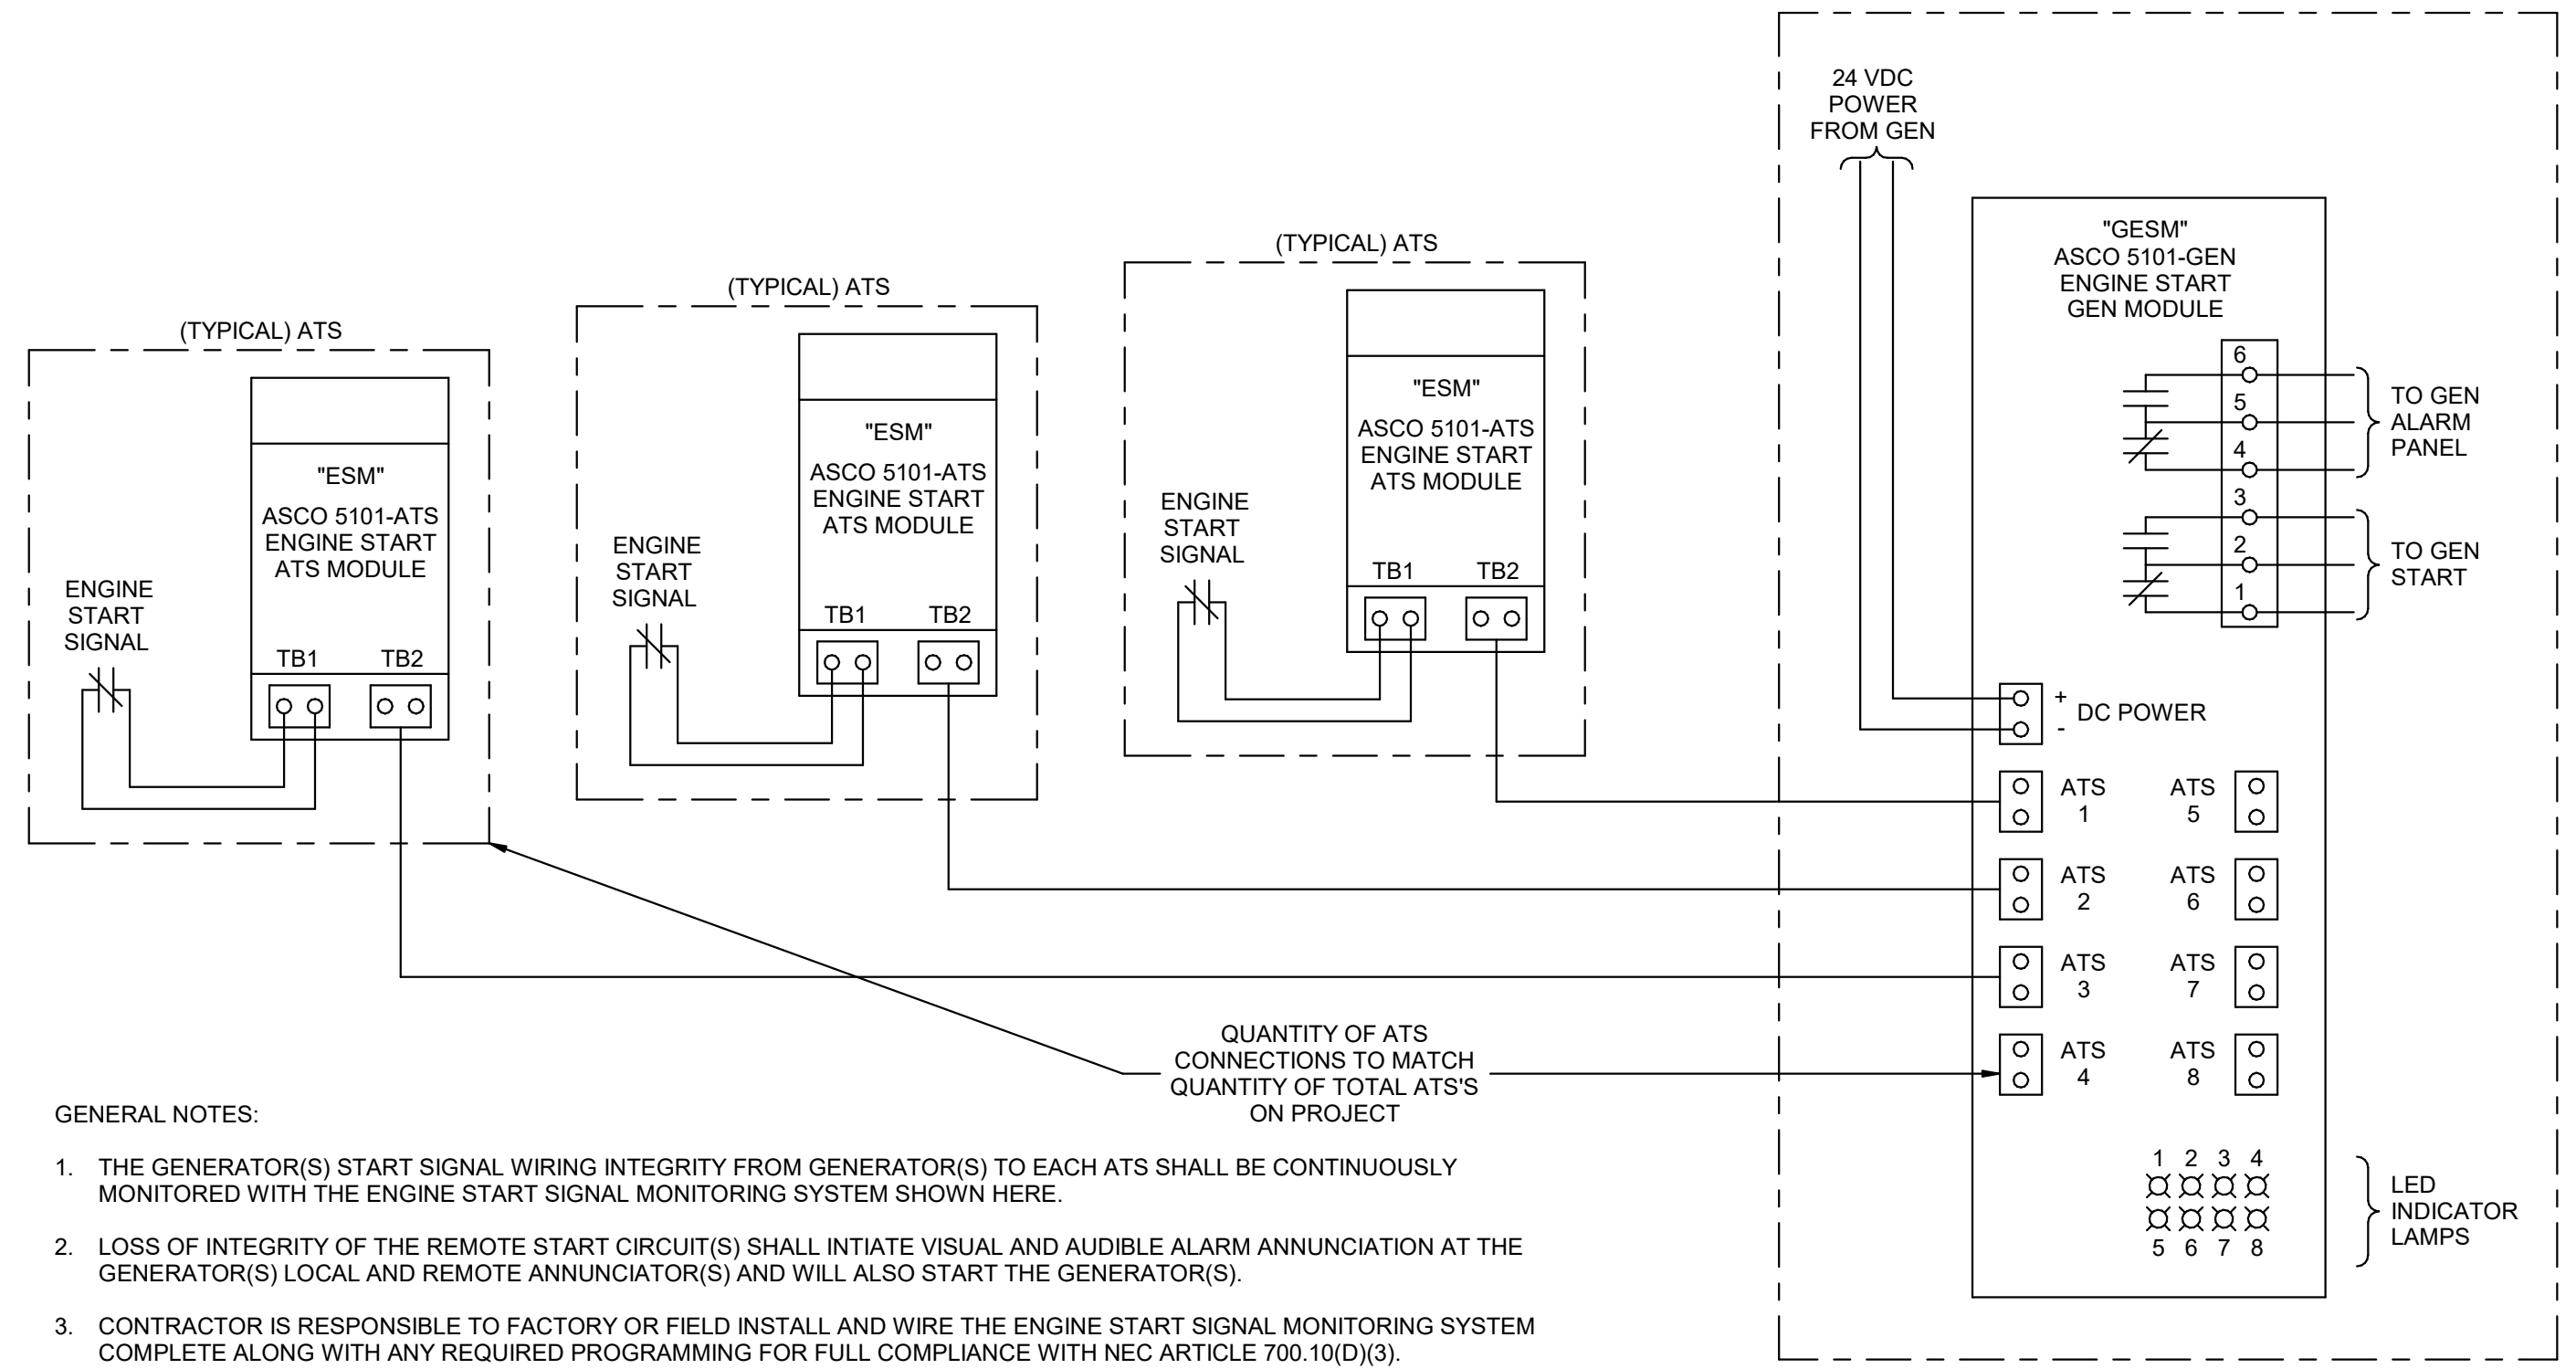 24 VDC
POWER
FROM GEN
"GESM"
ASCO 5101-GEN
ENGINE START
GEN MODULE
6
5
4
3
2
1
TO GEN
ALARM
PANEL
TO GEN
START
+
-
DC POWER
ATS
1
ATS
5
ATS
2
ATS
6
ATS
3
ATS
7
ATS
4
ATS
8
1 2 3 4
5 6 7 8
LED
INDICATOR
LAMPS
(TYPICAL) ATS
"ESM"
ASCO 5101-ATS
ENGINE START
ATS MODULE
ENGINE
START
SIGNAL
TB1 TB2
(TYPICAL) ATS
"ESM"
ASCO 5101-ATS
ENGINE START
ATS MODULE
ENGINE
START
SIGNAL
TB1 TB2
(TYPICAL) ATS
"ESM"
ASCO 5101-ATS
ENGINE START
ATS MODULE
ENGINE
START
SIGNAL
TB1 TB2
QUANTITY OF ATS
CONNECTIONS TO MATCH
QUANTITY OF TOTAL ATS'S
ON PROJECT
GENERAL NOTES:
1. THE GENERATOR(S) START SIGNAL WIRING INTEGRITY FROM GENERATOR(S) TO EACH ATS SHALL BE CONTINUOUSLY
MONITORED WITH THE ENGINE START SIGNAL MONITORING SYSTEM SHOWN HERE.
2. LOSS OF INTEGRITY OF THE REMOTE START CIRCUIT(S) SHALL INTIATE VISUAL AND AUDIBLE ALARM ANNUNCIATION AT THE
GENERATOR(S) LOCAL AND REMOTE ANNUNCIATOR(S) AND WILL ALSO START THE GENERATOR(S).
3. CONTRACTOR IS RESPONSIBLE TO FACTORY OR FIELD INSTALL AND WIRE THE ENGINE START SIGNAL MONITORING SYSTEM
COMPLETE ALONG WITH ANY REQUIRED PROGRAMMING FOR FULL COMPLIANCE WITH NEC ARTICLE 700.10(D)(3).